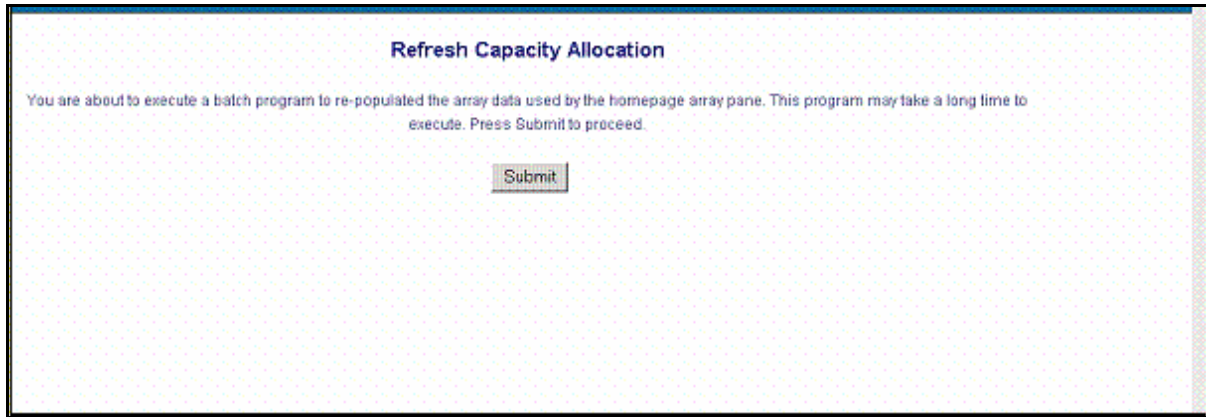 Refresh Capacity Allocation
You are about to execute a batch program to re-populated the array data used by the homepage array pane. This program may take a long time to
execute. Press Submit to proceed.
Submit